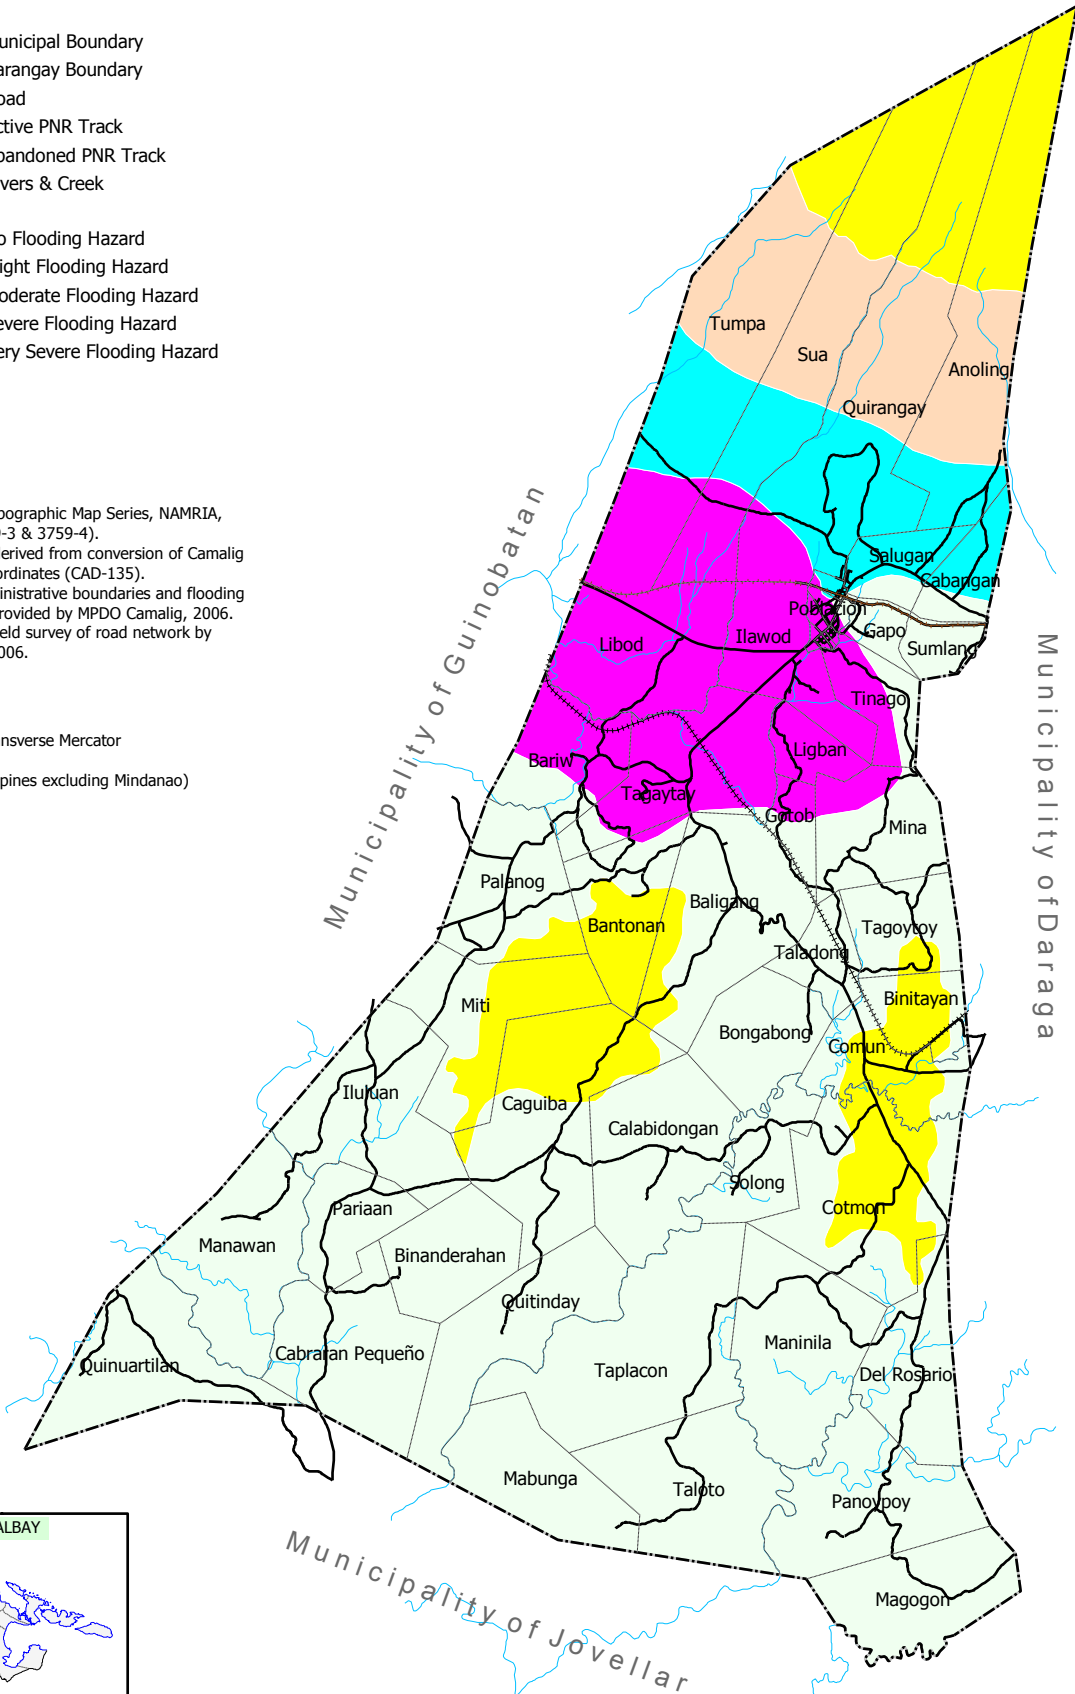 unicipal Boundary
arangay Boundary
oad
ctive PNR Track
bandoned PNR Track
vers & Creek
o Flooding Hazard
ight Flooding Hazard
oderate Flooding Hazard
evere Flooding Hazard
ery Severe Flooding Hazard
pographic Map Series, NAMRIA,
9-3 & 3759-4).
erived from conversion of Camalig
ordinates (CAD-135).
inistrative boundaries and flooding
rovided by MPDO Camalig, 2006.
eld survey of road network by
006.
ansverse Mercator
pines excluding Mindanao)
Tumpa
Sua
Anoling
Quirangay
Municipality of Guinobatan
Salugan
Cabangan
Poblacion
Gapo
Ilawod
Libod
Sumlang
Municipality of Daraga
Tinago
Ligban
Bariw
Tagaytay
Gotob
Mina
Palanog
Baligang
Bantonan
Tagoytoy
Taladong
Binitayan
Miti
Bongabong
Comun
Iluluan
Caguiba
Calabidongan
Solong
Cotmon
Pariaan
Manawan
Binanderahan
Quitinday
Maninila
Cabraran Pequeño
Quinuartilan
Taplacon
Del Rosario
Mabunga
Taloto
Panoypoy
Magogon
Municipality of Jovellar
ALBAY